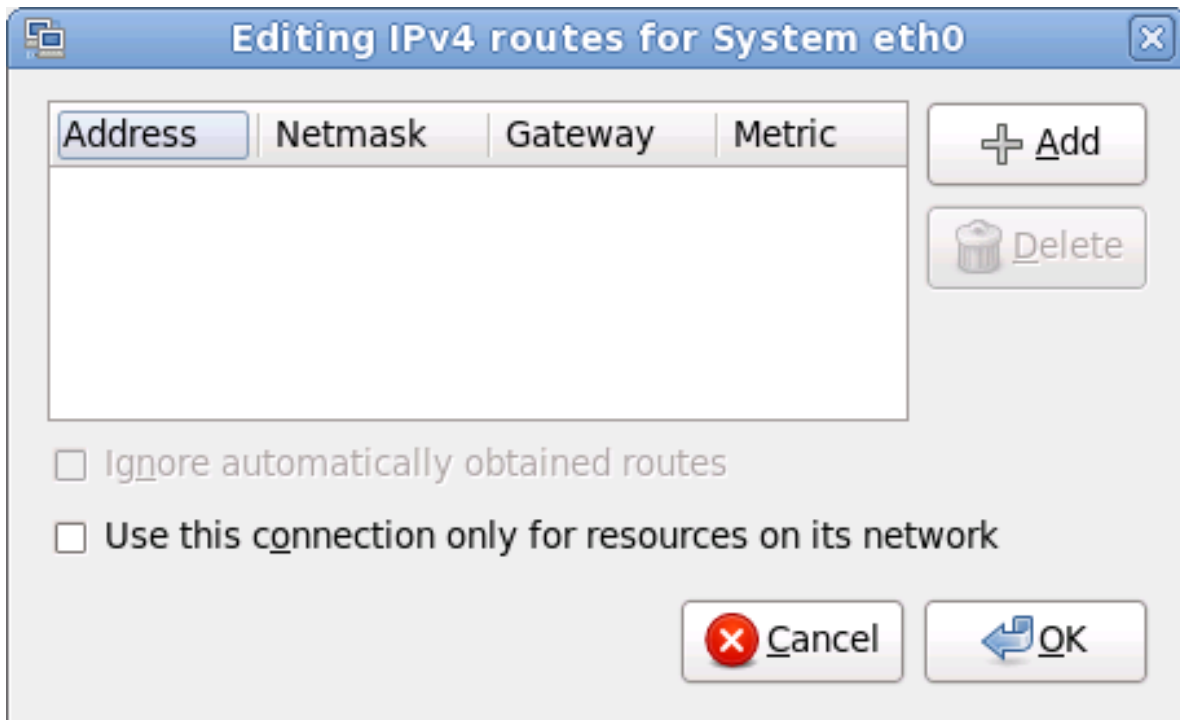 Editing IPv4 routes for System eth0
Address Netmask Gateway Metric
Add
Delete
Ignore automatically obtained routes
Use this connection only for resources on its network
Cancel OK